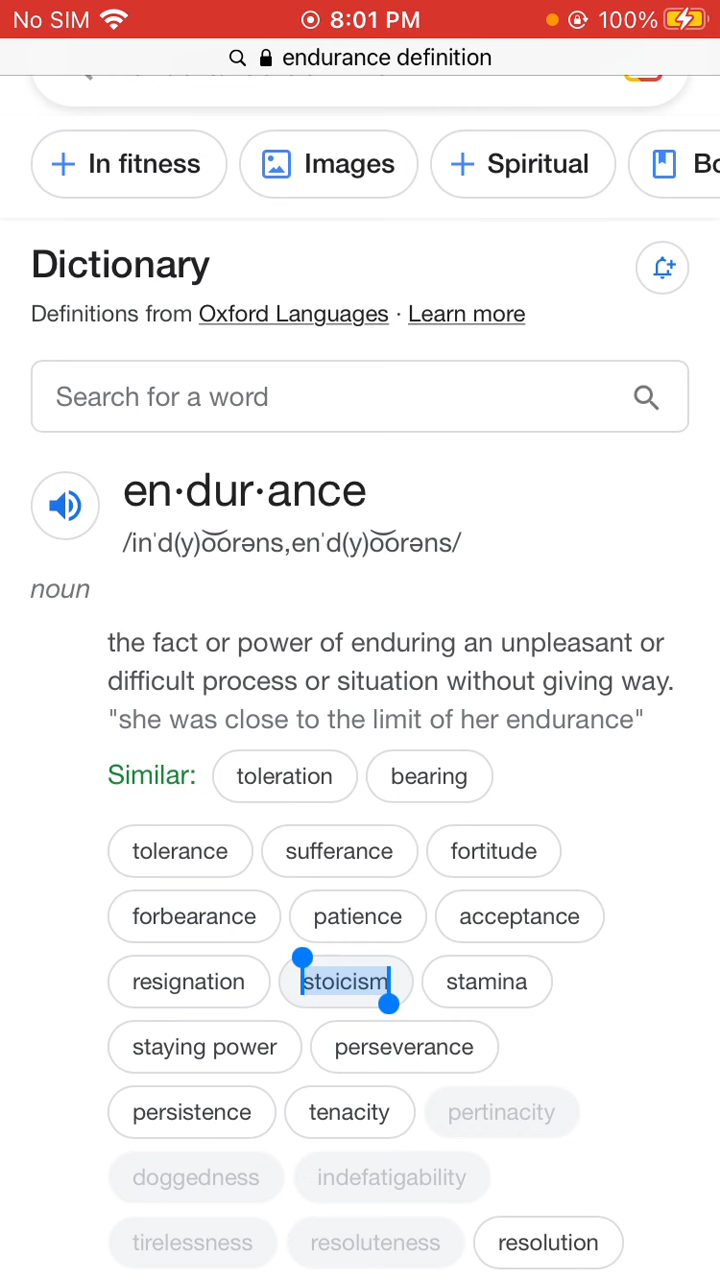 No SIM 8:01 PM 100%
endurance definition
In fitness Images Spiritual
Dictionary
Definitions from Oxford Languages · Learn more
Search for a word
en·dur·ance
/inˈd(y)o͝orəns,enˈd(y)o͝orəns/
noun
the fact or power of enduring an unpleasant or
difficult process or situation without giving way.
"she was close to the limit of her endurance"
Similar: toleration bearing
tolerance sufferance fortitude
forbearance patience acceptance
resignation stoicism stamina
staying power perseverance
persistence tenacity pertinacity
doggedness indefatigability
tirelessness resoluteness resolution